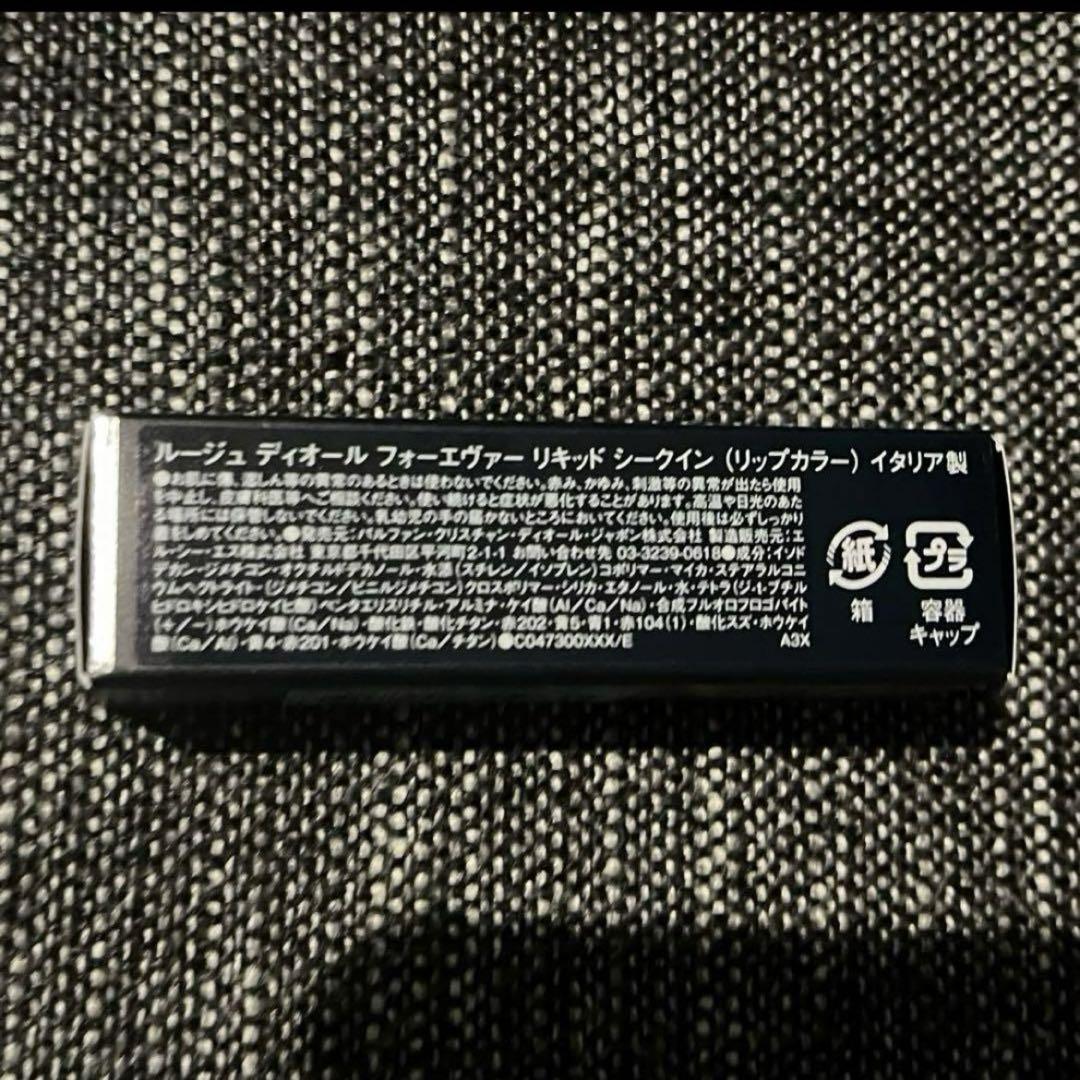 ルージュ ディオール フォーエヴァー リキッド シークイン（リップカラー）イタリア製
●お肌に傷、湿しん等の異常のあるときは使わないでください。赤み、かゆみ、刺激等の異常が出たら使用
を中止し、皮膚科医等へご相談ください。使い続けると症状が悪化することがあります。高温や日光のあた
る場所には保管しないでください。乳幼児の手の届かないところにおいてください。使用後は必ずしっかり
直しめてください。●発売元：パルファン・クリスチャン・ディオール・ジャポン株式会社 製造販売元：エ
ル・シー・エス株式会社 東京都千代田区平河町2-1-1 お問い合わせ先 03-3239-0618●成分：イソド
デカン・ジメチコン・オクチルドデカノール・水添（スチレン／イソプレン）コポリマー・マイカ・ステアラルコニ
ウムヘクトライト・（ジメチコン／ビニルジメチコン）クロスポリマー・シリカ・エタノール・水・テトラ（ジ-t-ブチル
ヒドロキシヒドロケイヒ酸）ペンタエリスリチル・アルミナ・ケイ酸（Al／Ca／Na）・合成フルオロフロゴパイト
（＋／－）ホウケイ酸（Ca／Na）・酸化鉄・酸化チタン・赤202・黄5・青1・赤104（1）・酸化スズ・ホウケイ
酸（Ca／Al）・黄4・赤201・ホウケイ酸（Ca／チタン）●C047300XXX/E A3X
紙
箱
プラ
容器
キャップ